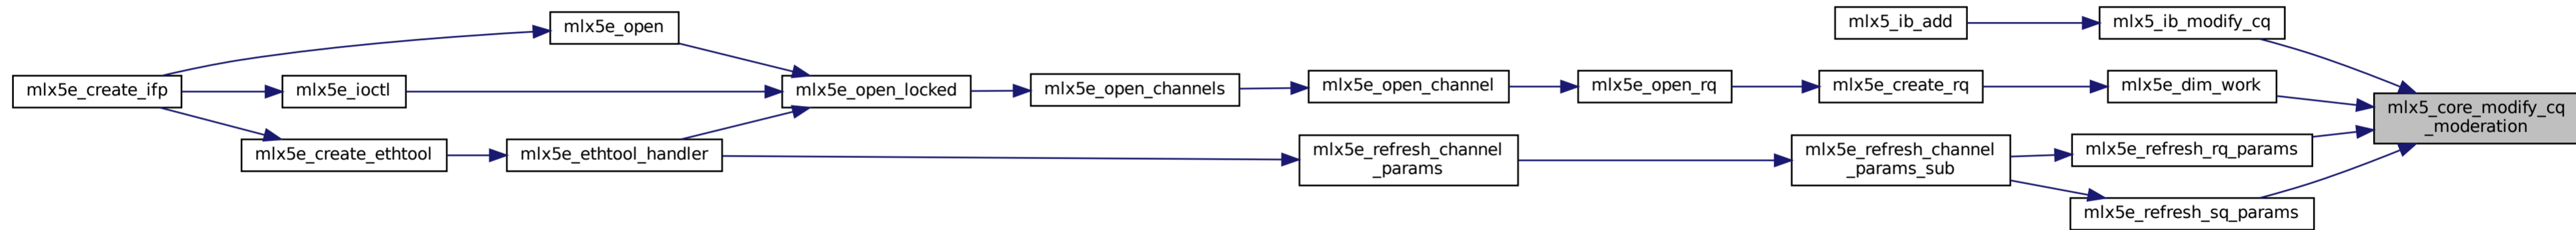 mlx5e_open
mlx5_ib_add
mlx5_ib_modify_cq
mlx5e_create_ifp
mlx5e_ioctl
mlx5e_open_locked
mlx5e_open_channels
mlx5e_open_channel
mlx5e_open_rq
mlx5e_create_rq
mlx5e_dim_work
mlx5_core_modify_cq
_moderation
mlx5e_create_ethtool
mlx5e_ethtool_handler
mlx5e_refresh_channel
_params
mlx5e_refresh_channel
_params_sub
mlx5e_refresh_rq_params
mlx5e_refresh_sq_params